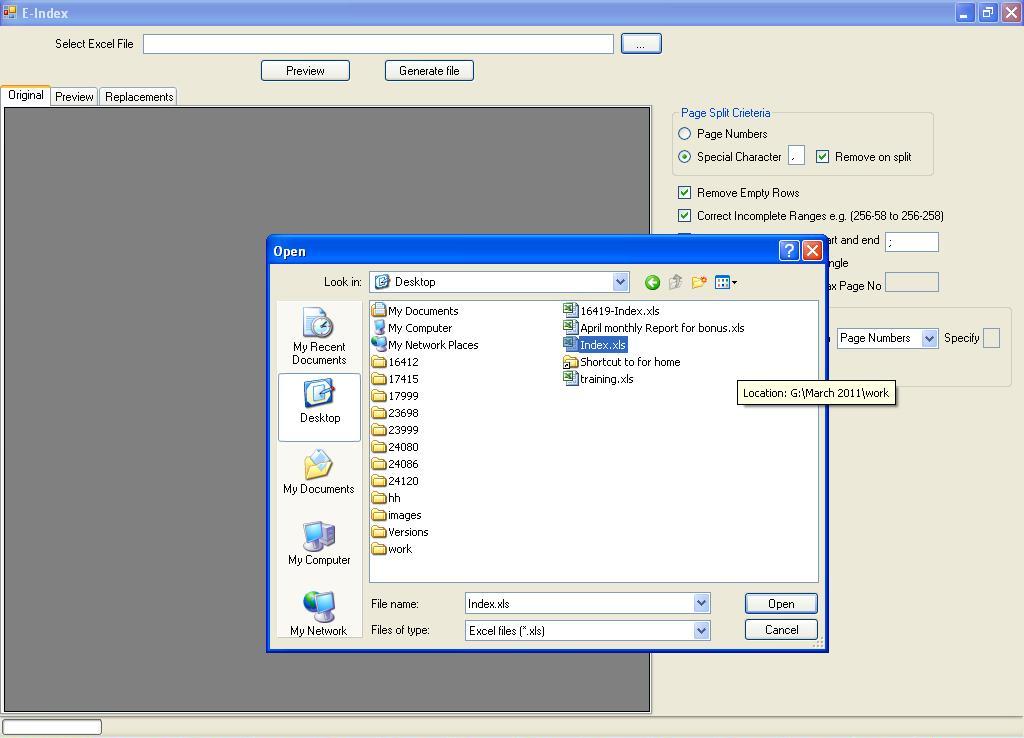 E-Index
Select Excel File
...
Preview
Generate file
Original
Preview
Replacements
Page Split Crieteria
Page Numbers
Special Character
Remove on split
Remove Empty Rows
Correct Incomplete Ranges e.g. (256-58 to 256-258)
and end ;
Page No
Page Numbers
Specify
Open
?
Look in:
Desktop
My Recent
Documents
Desktop
My Documents
My Computer
My Network
My Documents
My Computer
My Network Places
16412
17415
17999
23698
23999
24080
24086
24120
hh
images
Versions
work
16419-Index.xls
April monthly Report for bonus.xls
Index.xls
Shortcut to for home
training.xls
Location: G:\March 2011\work
File name:
Index.xls
Open
Files of type:
Excel files (*.xls)
Cancel